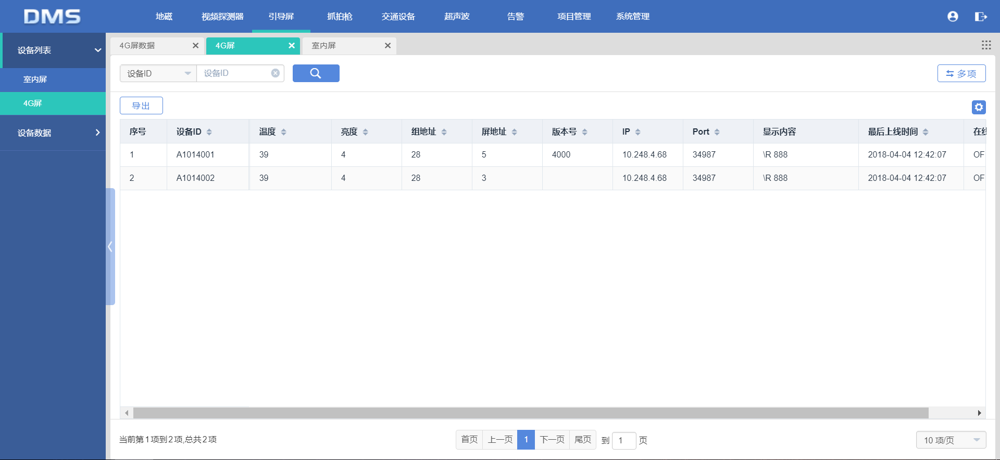 DMS 地磁 视频探测器 引导屏 抓拍枪 交通设备 超声波 告警 项目管理 系统管理
设备列表
室内屏
4G屏
设备数据
4G屏数据 4G屏 室内屏
设备ID 设备ID 多项
导出
序号 设备ID 温度 亮度 组地址 屏地址 版本号 IP Port 显示内容 最后上线时间 在线
1 A1014001 39 4 28 5 4000 10.248.4.68 34987 \R 888 2018-04-04 12:42:07 OF
2 A1014002 39 4 28 3 10.248.4.68 34987 \R 888 2018-04-04 12:42:07 OF
当前第1项到2项,总共2项 首页 上一页 1 下一页 尾页 到 1 页 10 项/页